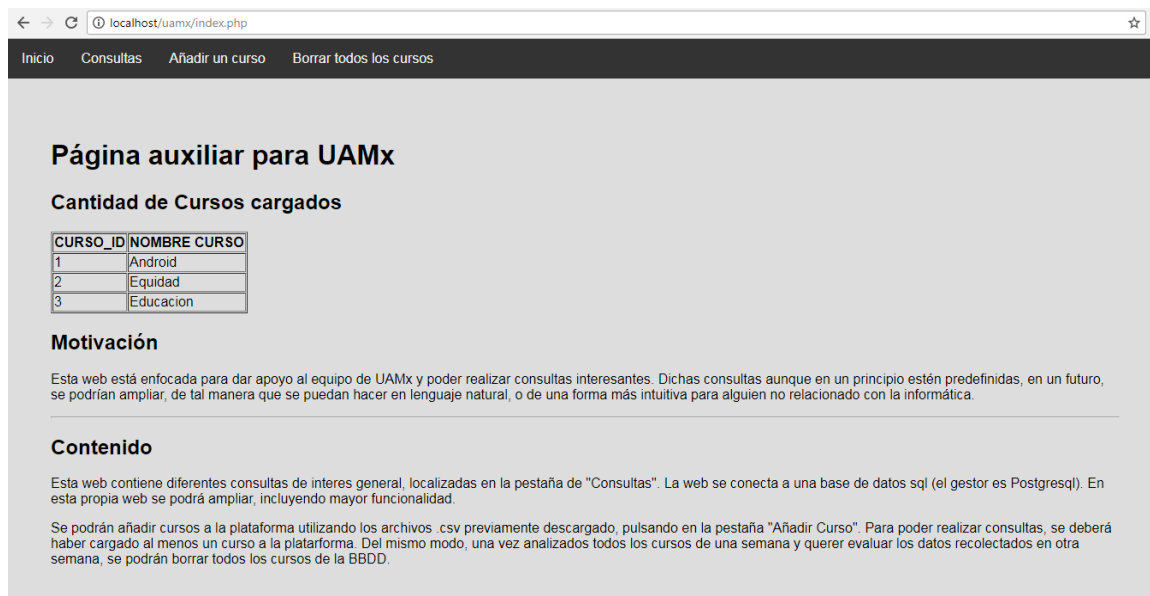 localhost/uamx/index.php
Inicio Consultas Añadir un curso Borrar todos los cursos
Página auxiliar para UAMx
Cantidad de Cursos cargados
CURSO_ID NOMBRE CURSO
1 Android
2 Equidad
3 Educacion
Motivación
Esta web está enfocada para dar apoyo al equipo de UAMx y poder realizar consultas interesantes. Dichas consultas aunque en un principio estén predefinidas, en un futuro,
se podrían ampliar, de tal manera que se puedan hacer en lenguaje natural, o de una forma más intuitiva para alguien no relacionado con la informática.
Contenido
Esta web contiene diferentes consultas de interes general, localizadas en la pestaña de "Consultas". La web se conecta a una base de datos sql (el gestor es Postgresql). En
esta propia web se podrá ampliar, incluyendo mayor funcionalidad.
Se podrán añadir cursos a la plataforma utilizando los archivos .csv previamente descargado, pulsando en la pestaña "Añadir Curso". Para poder realizar consultas, se deberá
haber cargado al menos un curso a la platarforma. Del mismo modo, una vez analizados todos los cursos de una semana y querer evaluar los datos recolectados en otra
semana, se podrán borrar todos los cursos de la BBDD.